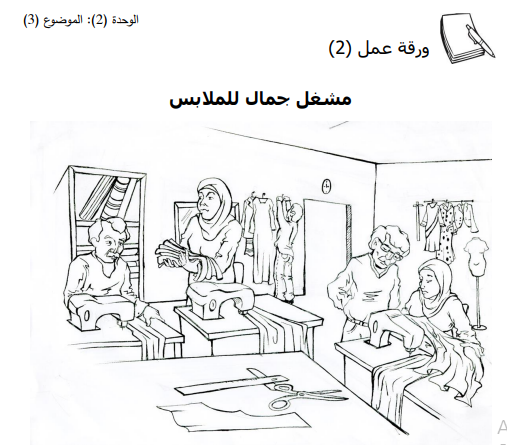 الوحدة (2): الموضوع (3)
ورقة عمل (2)
مشغل جمال للملابس